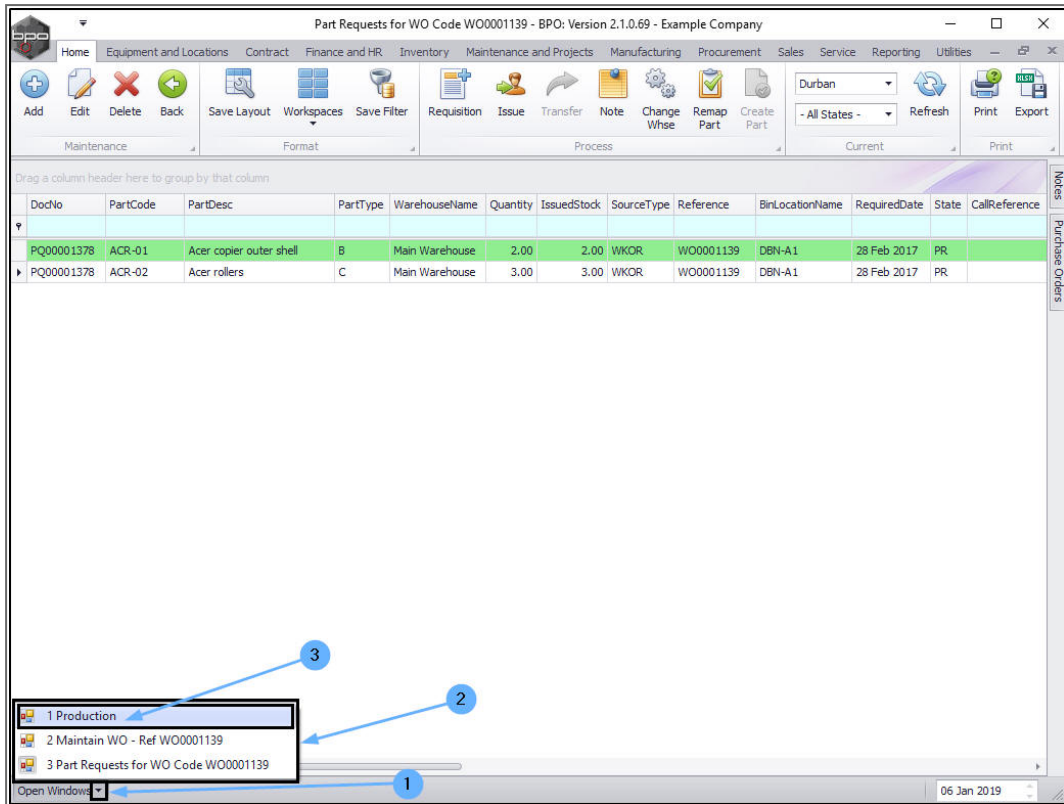 Part Requests for WO Code WO0001139 - BPO: Version 2.1.0.69 - Example Company
bpo
Home Equipment and Locations Contract Finance and HR Inventory Maintenance and Projects Manufacturing Procurement Sales Service Reporting Utilities
Add Edit Delete Back Save Layout Workspaces Save Filter Requisition Issue Transfer Note Change Whse Remap Part Create Part Durban - All States - Refresh Print Export
XLSX
Maintenance Format Process Current Print
Drag a column header here to group by that column
DocNo PartCode PartDesc PartType WarehouseName Quantity IssuedStock SourceType Reference BinLocationName RequiredDate State CallReference
PQ00001378 ACR-01 Acer copier outer shell B Main Warehouse 2.00 2.00 WKOR WO0001139 DBN-A1 28 Feb 2017 PR
PQ00001378 ACR-02 Acer rollers C Main Warehouse 3.00 3.00 WKOR WO0001139 DBN-A1 28 Feb 2017 PR
Notes
Purchase Orders
3
2
1 Production
2 Maintain WO - Ref WO0001139
3 Part Requests for WO Code WO0001139
1
Open Windows 06 Jan 2019